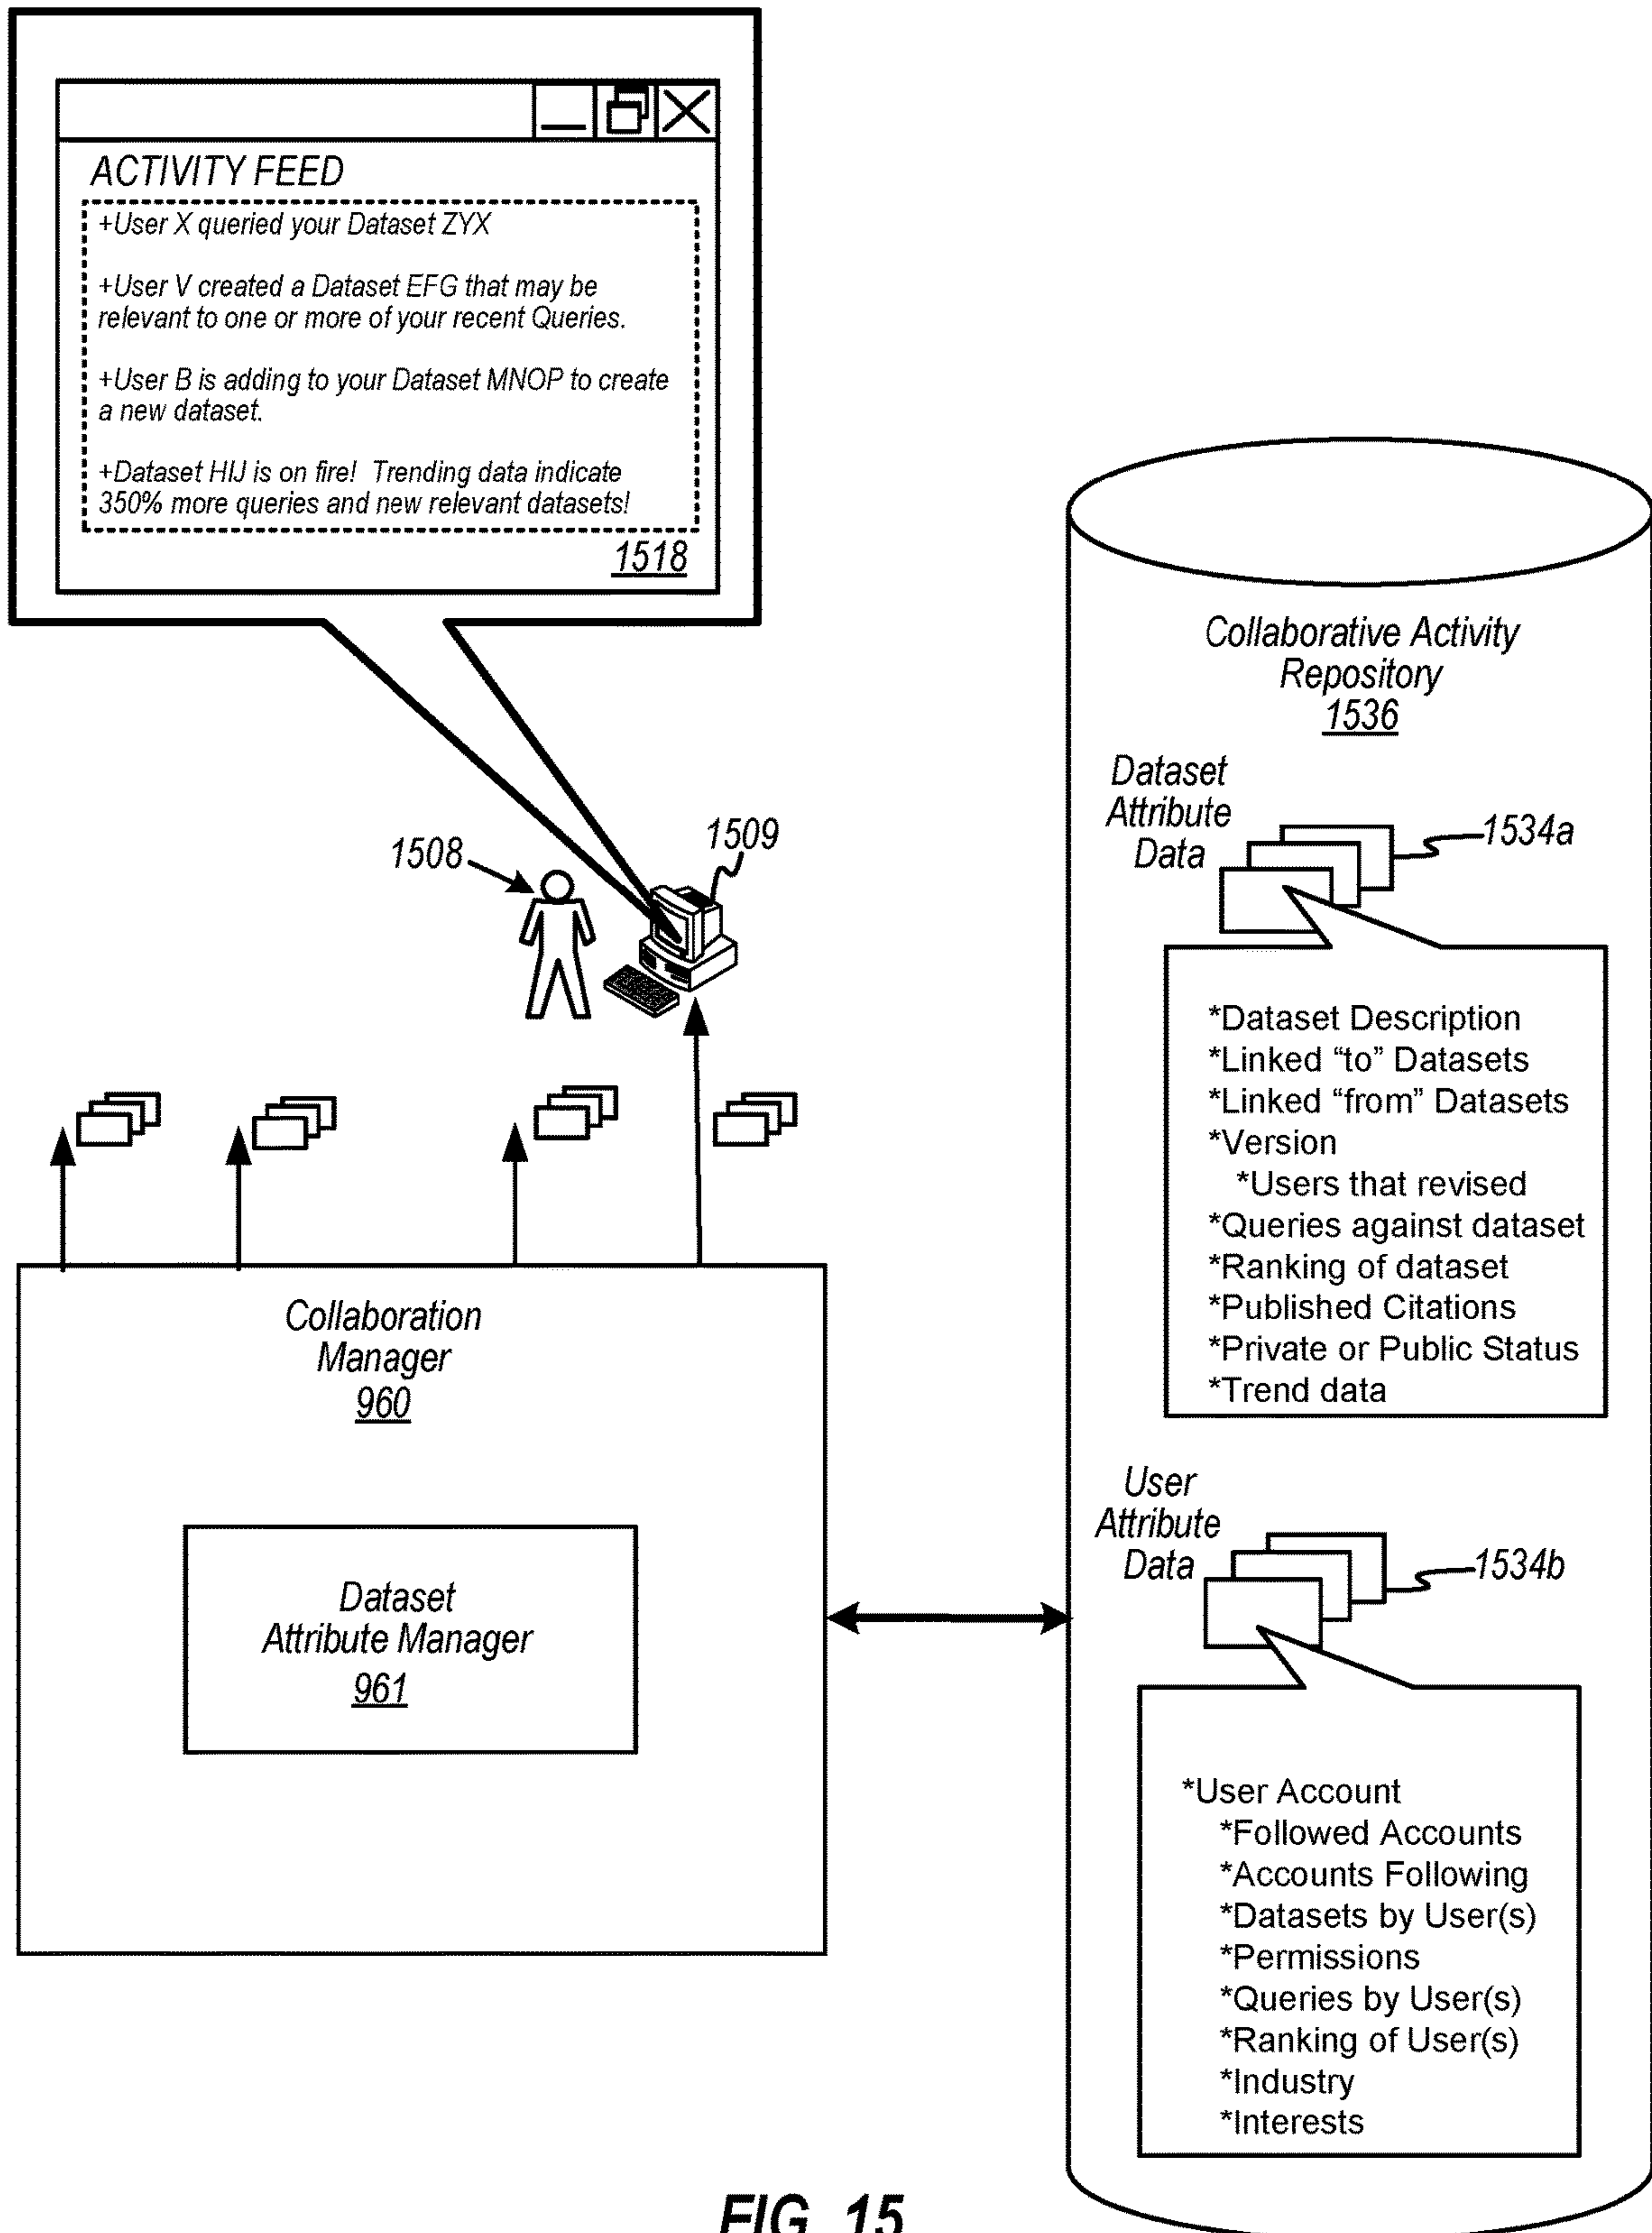 ACTIVITY FEED
+User X queried your Dataset ZYX
+User V created a Dataset EFG that may be
relevant to one or more of your recent Queries.
+User B is adding to your Dataset MNOP to create
a new dataset.
+Dataset HIJ is on fire! Trending data indicate
350% more queries and new relevant datasets!
1518
1508
1509
Collaboration
Manager
960
Dataset
Attribute Manager
961
Collaborative Activity
Repository
1536
Dataset
Attribute
Data
1534a
*Dataset Description
*Linked “to” Datasets
*Linked “from” Datasets
*Version
*Users that revised
*Queries against dataset
*Ranking of dataset
*Published Citations
*Private or Public Status
*Trend data
User
Attribute
Data
1534b
*User Account
*Followed Accounts
*Accounts Following
*Datasets by User(s)
*Permissions
*Queries by User(s)
*Ranking of User(s)
*Industry
*Interests
FIG. 15